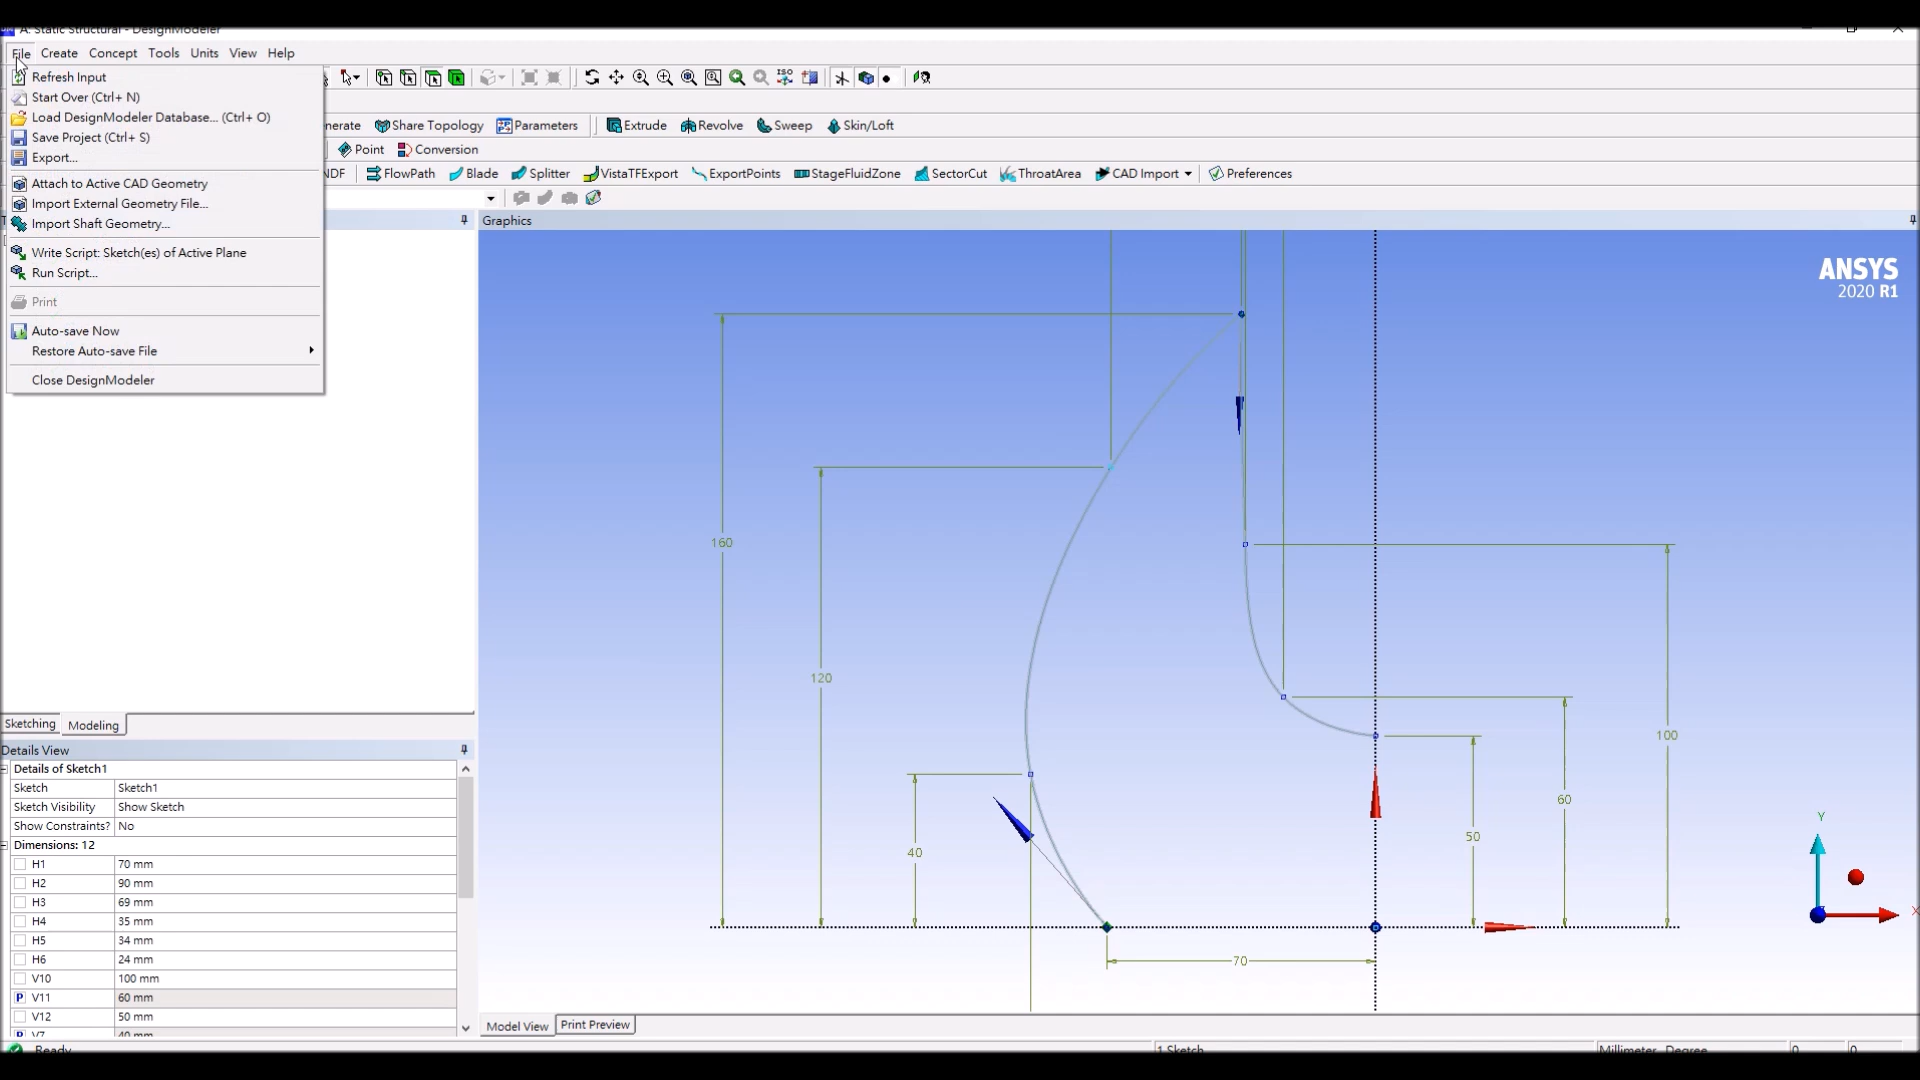 A: Static Structural - DesignModeler
File Create Concept Tools Units View Help
Refresh Input
Start Over (Ctrl+ N)
Load DesignModeler Database... (Ctrl+ O)
Save Project (Ctrl+ S)
Export...
Attach to Active CAD Geometry
Import External Geometry File...
Import Shaft Geometry...
Write Script: Sketch(es) of Active Plane
Run Script...
Print
Auto-save Now
Restore Auto-save File
Close DesignModeler
ISO
nerate Share Topology Parameters Extrude Revolve Sweep Skin/Loft
Point Conversion
NDF FlowPath Blade Splitter VistaTFExport ExportPoints StageFluidZone SectorCut ThroatArea CAD Import Preferences
Graphics
ANSYS
2020 R1
160
120
40
70
50
60
100
Y
X
Sketching Modeling
Details View
Details of Sketch1
Sketch Sketch1
Sketch Visibility Show Sketch
Show Constraints? No
Dimensions: 12
H1 70 mm
H2 90 mm
H3 69 mm
H4 35 mm
H5 34 mm
H6 24 mm
V10 100 mm
P V11 60 mm
V12 50 mm
P V7 40 mm
Model View Print Preview
Ready 1 Sketch Millimeter Degree 0 0